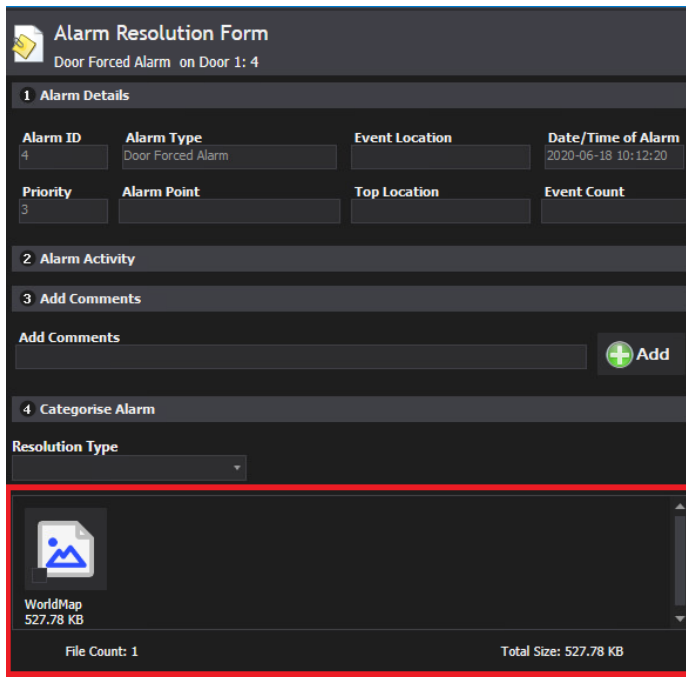 Alarm Resolution Form
Door Forced Alarm on Door 1: 4
1 Alarm Details
Alarm ID Alarm Type Event Location Date/Time of Alarm
4 Door Forced Alarm 2020-06-18 10:12:20
Priority Alarm Point Top Location Event Count
3
2 Alarm Activity
3 Add Comments
Add Comments
Add
4 Categorise Alarm
Resolution Type
WorldMap
527.78 KB
File Count: 1 Total Size: 527.78 KB